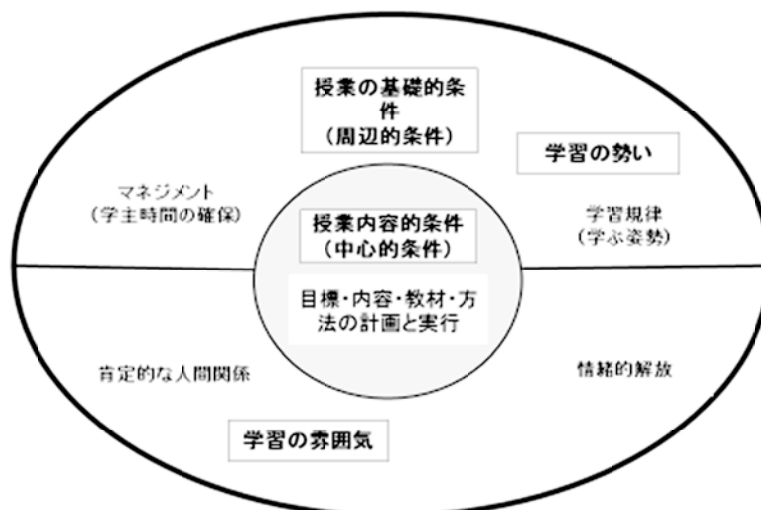 授業の基礎的条
件
(周辺的条件)
学習の勢い
マネジメント
(学主時間の確保)
学習規律
(学ぶ姿勢)
授業内容的条件
(中心的条件)
目標・内容・教材・方
法の計画と実行
肯定的な人間関係
情緒的解放
学習の雰囲気